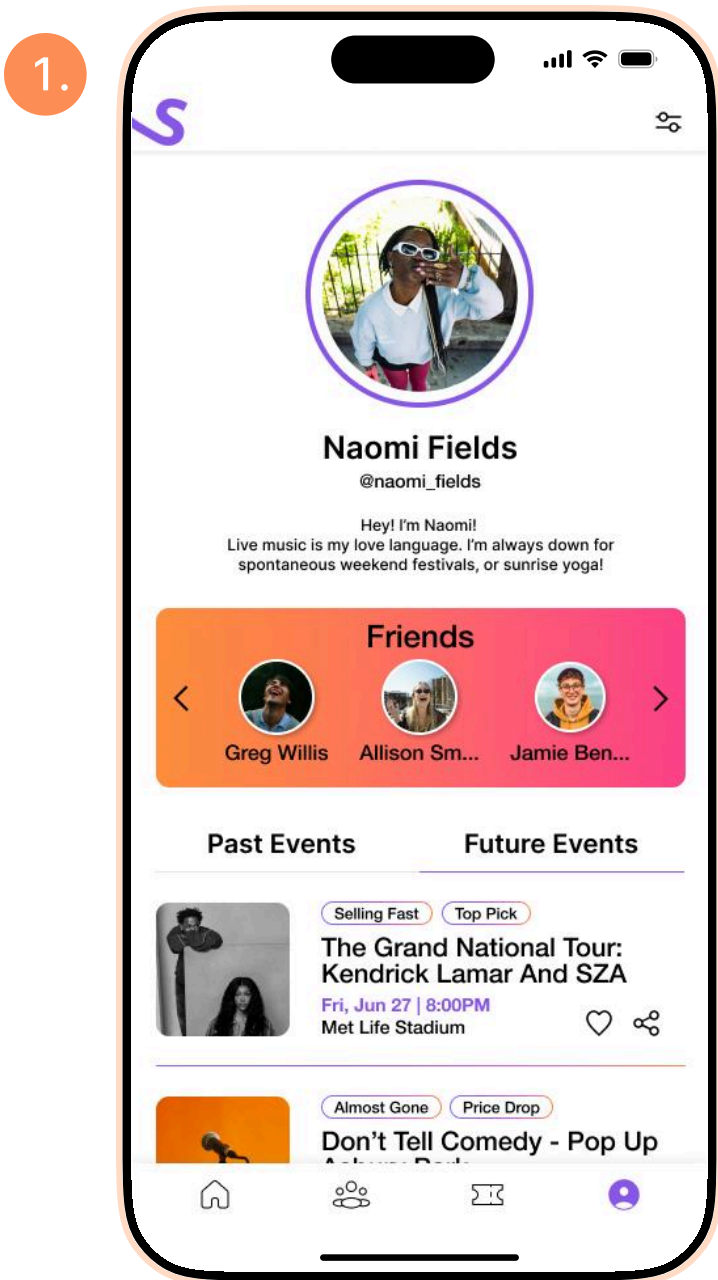 1.
S
Naomi Fields
@naomi_fields
Hey! I'm Naomi!
Live music is my love language. I'm always down for
spontaneous weekend festivals, or sunrise yoga!
Friends
Greg Willis
Allison Sm...
Jamie Ben...
Past Events
Future Events
Selling Fast
Top Pick
The Grand National Tour:
Kendrick Lamar And SZA
Fri, Jun 27 | 8:00PM
Met Life Stadium
Almost Gone
Price Drop
Don't Tell Comedy - Pop Up
Asbury Park